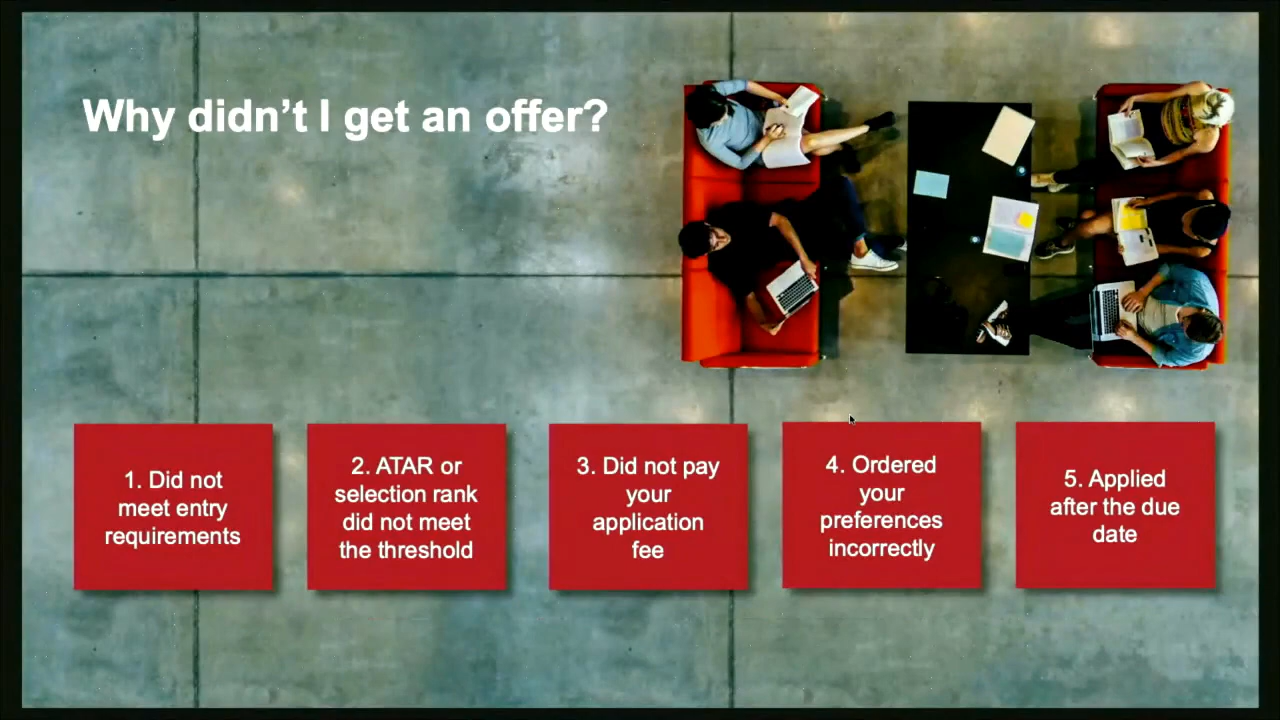 Why didn’t I get an offer?
1. Did not
meet entry
requirements
2. ATAR or
selection rank
did not meet
the threshold
3. Did not pay
your
application
fee
4. Ordered
your
preferences
incorrectly
5. Applied
after the due
date